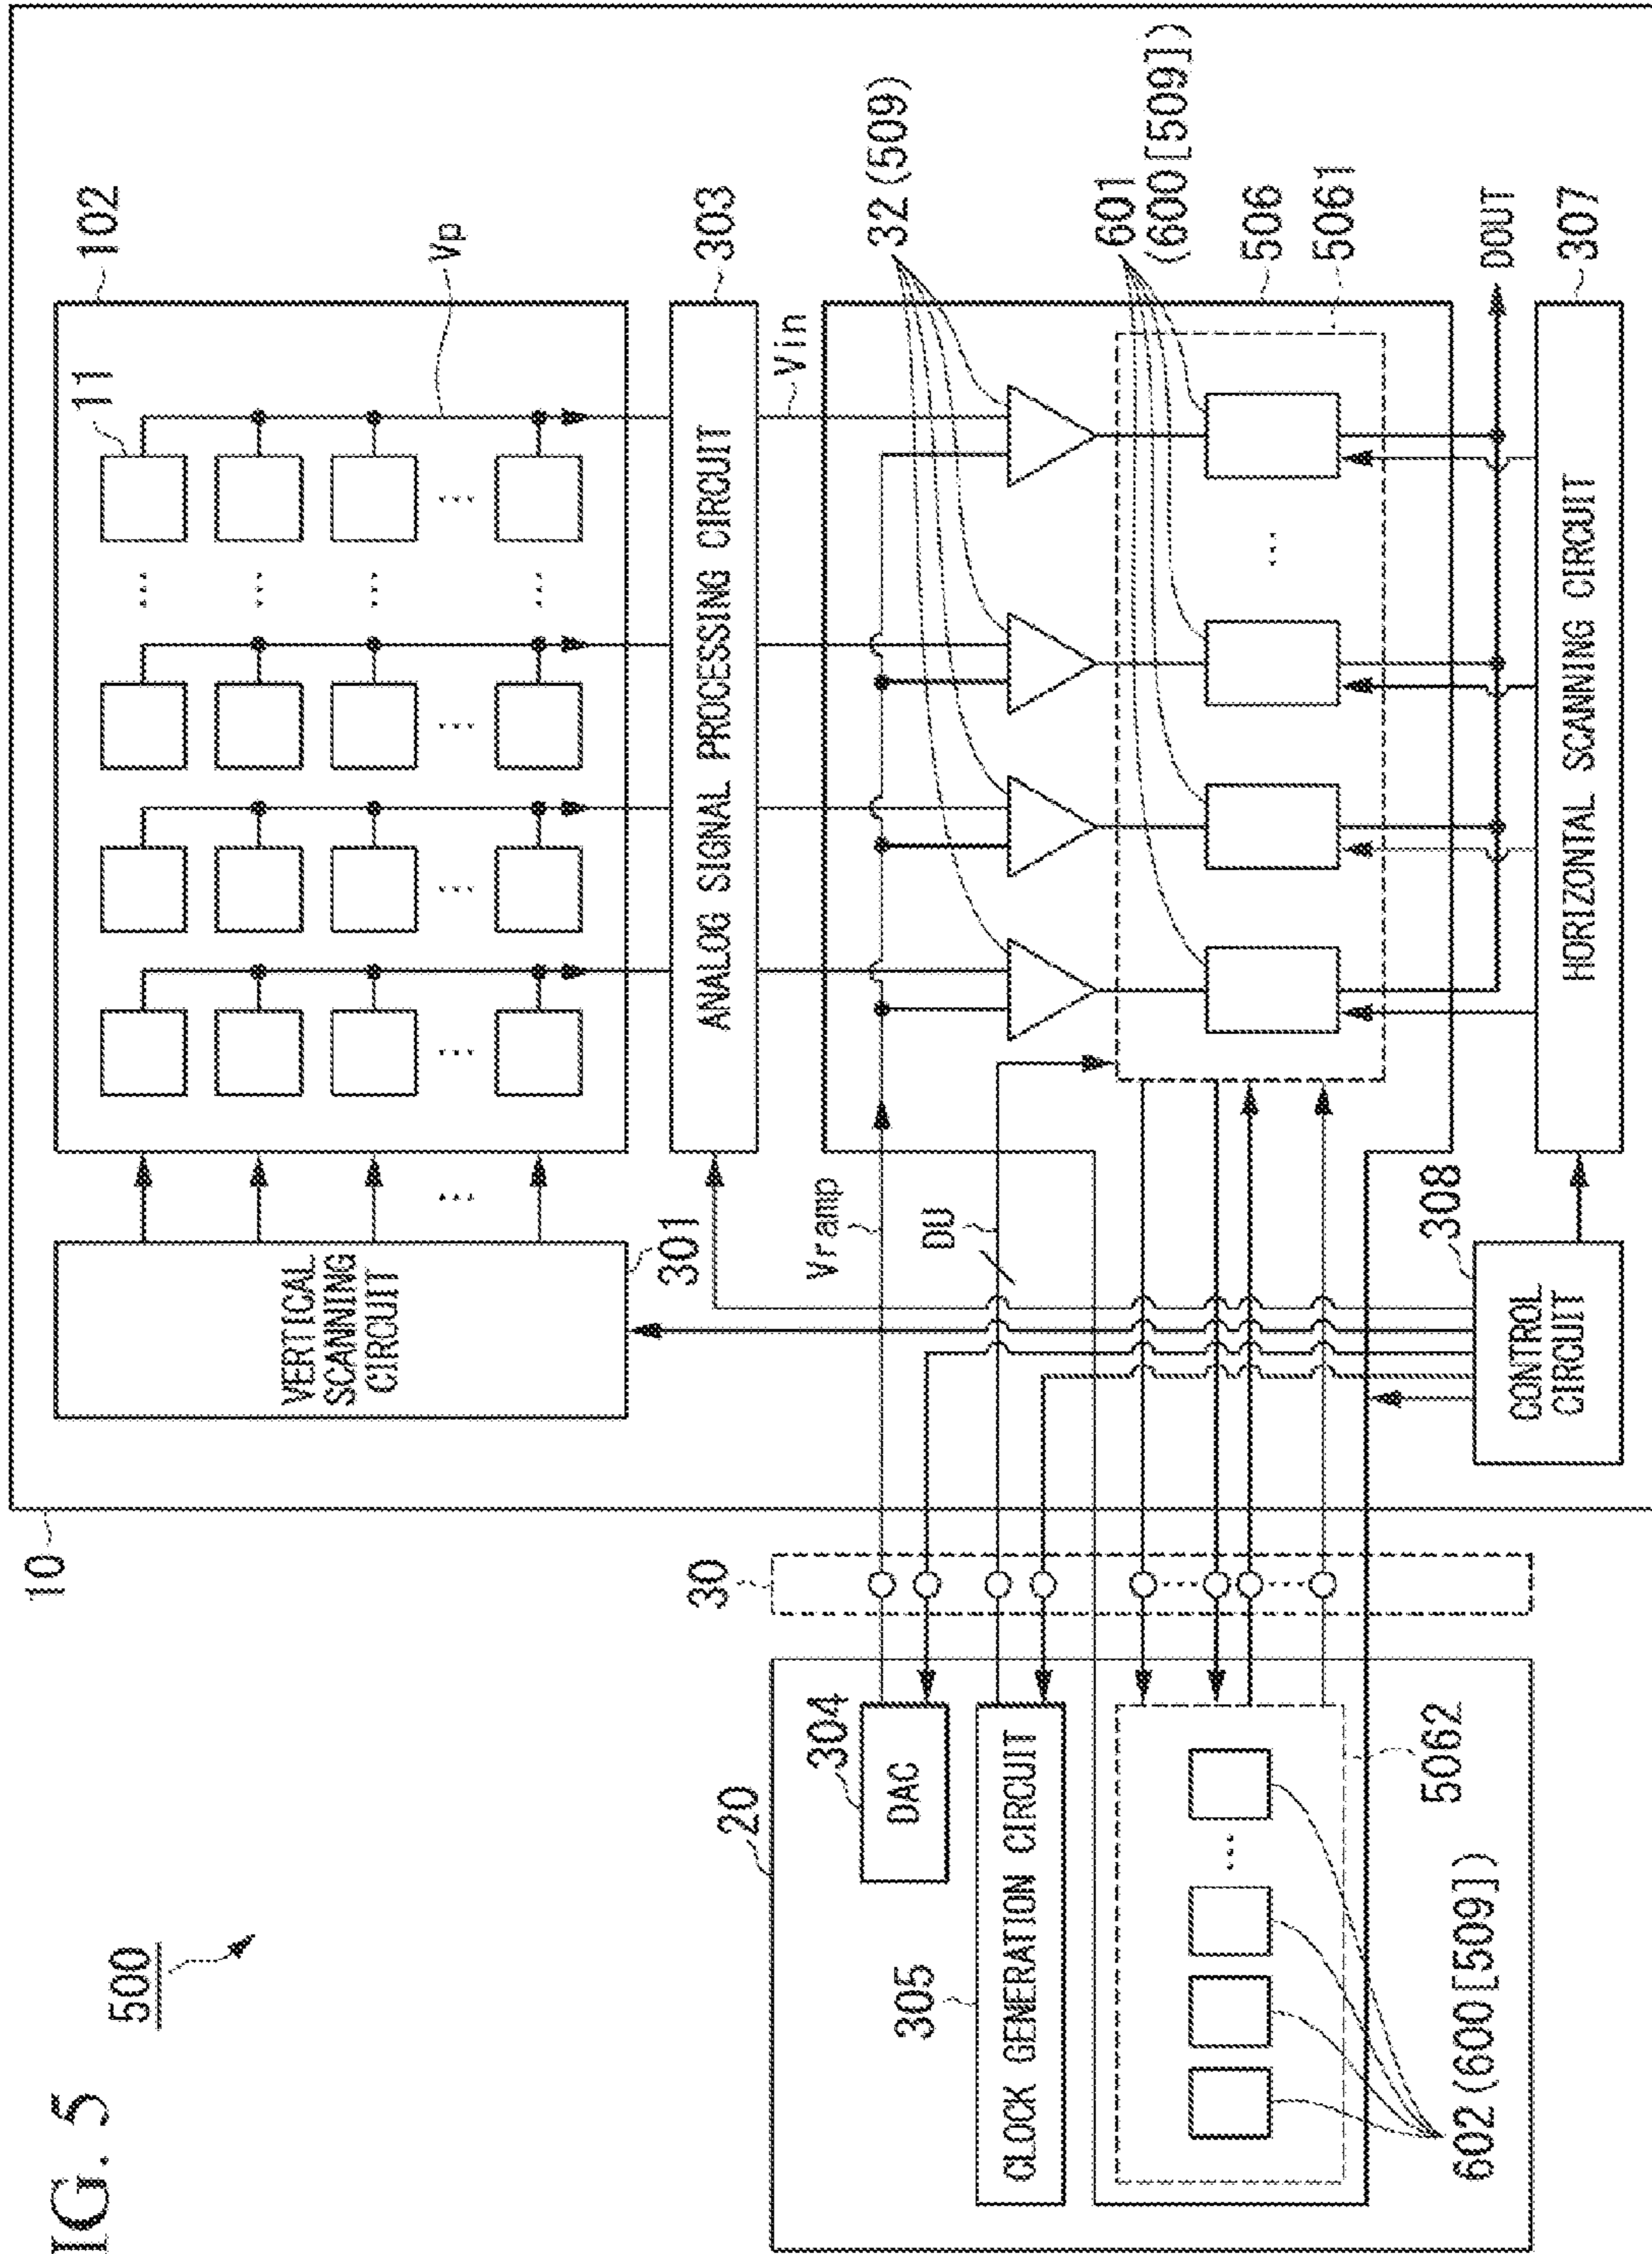 IG. 5
500
10
20
30
VERTICAL
SCANNING
CIRCUIT
301
11
102
Vp
ANALOG SIGNAL PROCESSING CIRCUIT
303
Vin
Vramp
DU
32(509)
601
(600[509])
506
5061
DOUT
HORIZONTAL SCANNING CIRCUIT
307
CONTROL
CIRCUIT
308
304
DAC
305
CLOCK GENERATION CIRCUIT
5062
602(600[509])
...
...
...
...
...
...
...
...
...
...
...
...